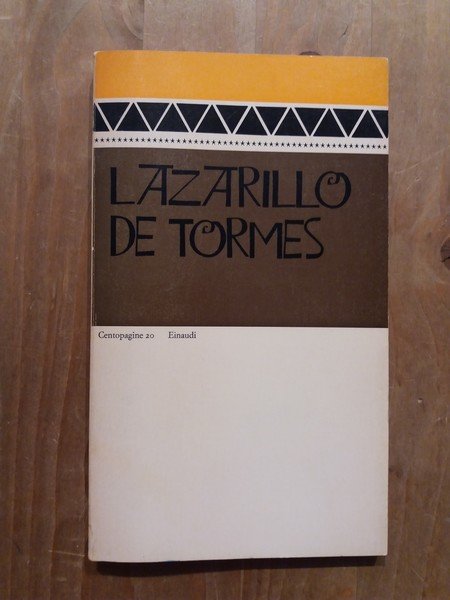 LAZARILLO
DE TORMES
Centopagine 20 Einaudi